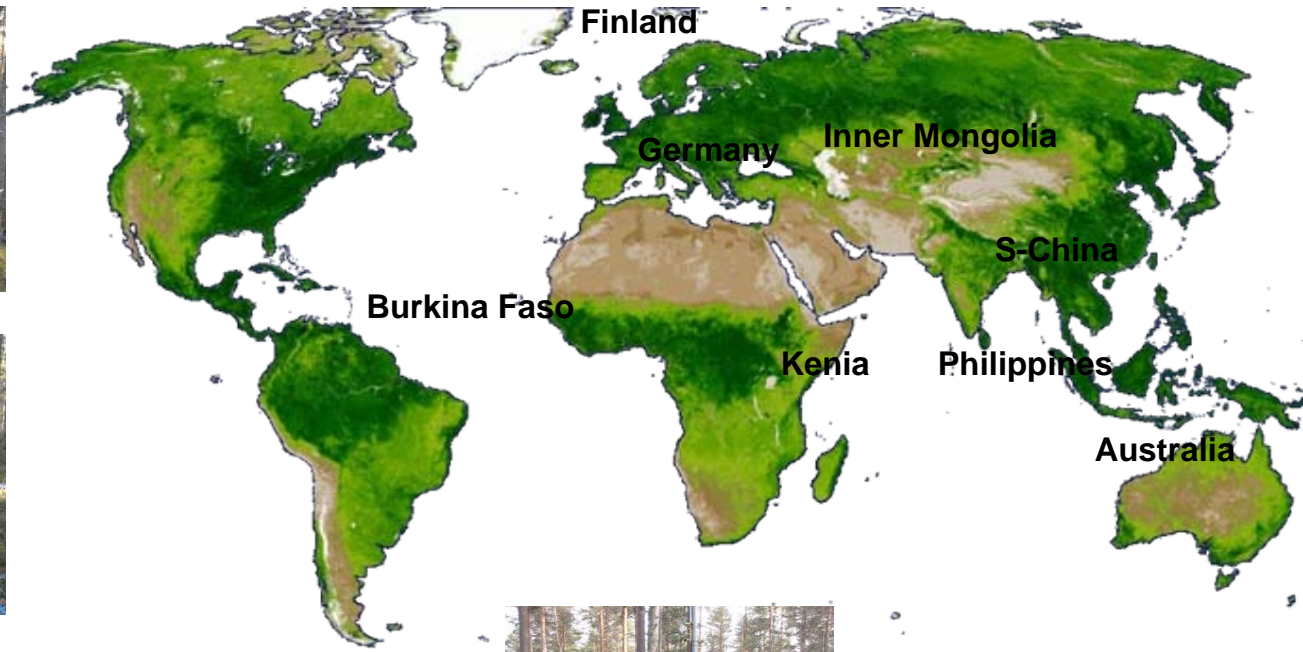 Finland
Inner Mongolia
Germany
S-China
Burkina Faso
Kenia
Philippines
Australia